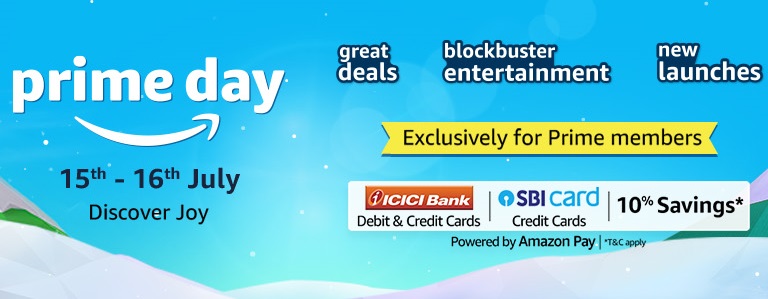 prime day
15th - 16th July
Discover Joy
great
deals
blockbuster
entertainment
new
launches
Exclusively for Prime members
ICICI Bank
Debit & Credit Cards
SBI card
Credit Cards
10% Savings*
Powered by Amazon Pay | *T&C apply